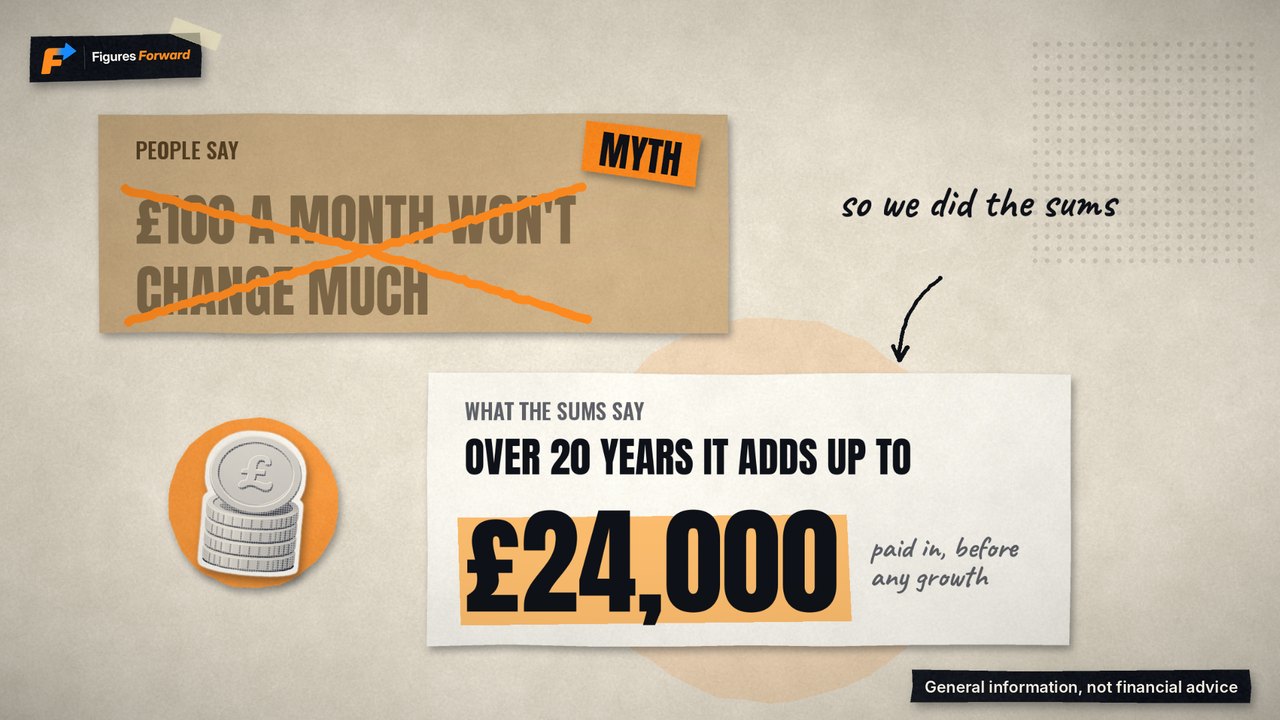 Figures Forward
PEOPLE SAY
MYTH
£100 A MONTH WON'T
CHANGE MUCH
so we did the sums
WHAT THE SUMS SAY
OVER 20 YEARS IT ADDS UP TO
£24,000
paid in, before
any growth
General information, not financial advice